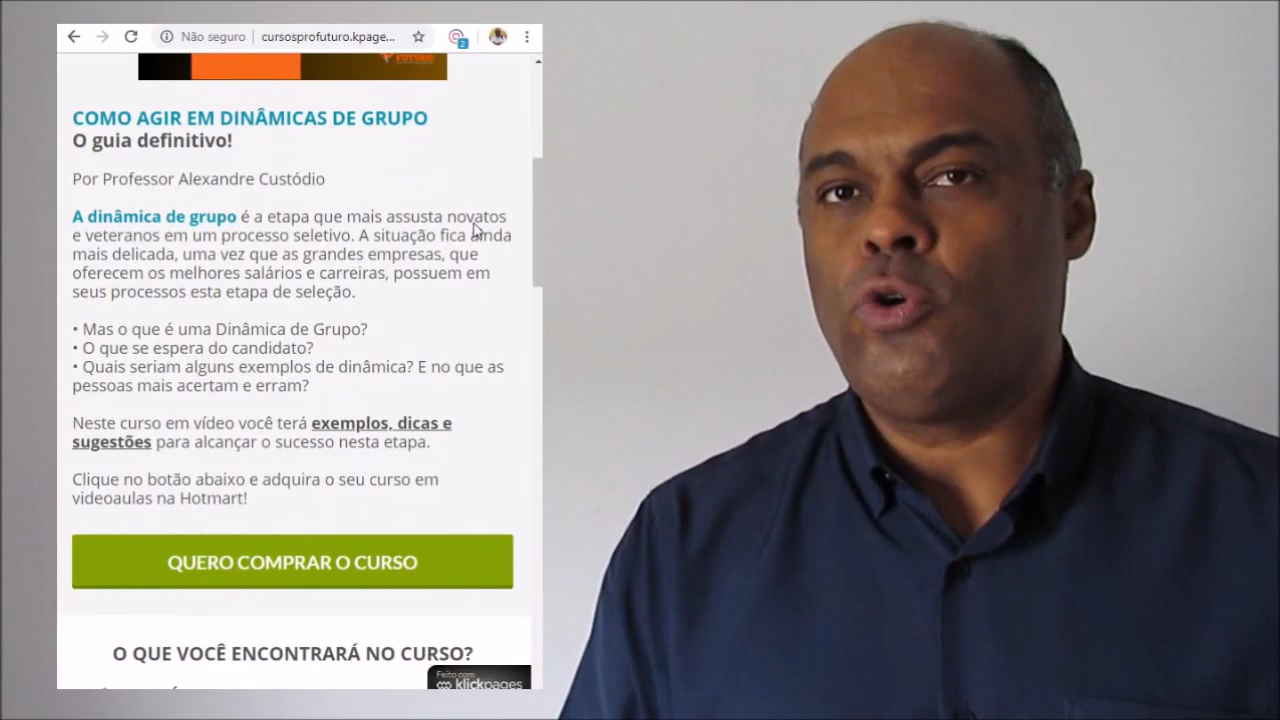 Não seguro
cursosprofuturo.kpage...
2
FUTURO
COMO AGIR EM DINÂMICAS DE GRUPO
O guia definitivo!
Por Professor Alexandre Custódio
A dinâmica de grupo é a etapa que mais assusta novatos
e veteranos em um processo seletivo. A situação fica ainda
mais delicada, uma vez que as grandes empresas, que
oferecem os melhores salários e carreiras, possuem em
seus processos esta etapa de seleção.
• Mas o que é uma Dinâmica de Grupo?
• O que se espera do candidato?
• Quais seriam alguns exemplos de dinâmica? E no que as
pessoas mais acertam e erram?
Neste curso em vídeo você terá exemplos, dicas e
sugestões para alcançar o sucesso nesta etapa.
Clique no botão abaixo e adquira o seu curso em
videoaulas na Hotmart!
QUERO COMPRAR O CURSO
O QUE VOCÊ ENCONTRARÁ NO CURSO?
Feito com
klickpages